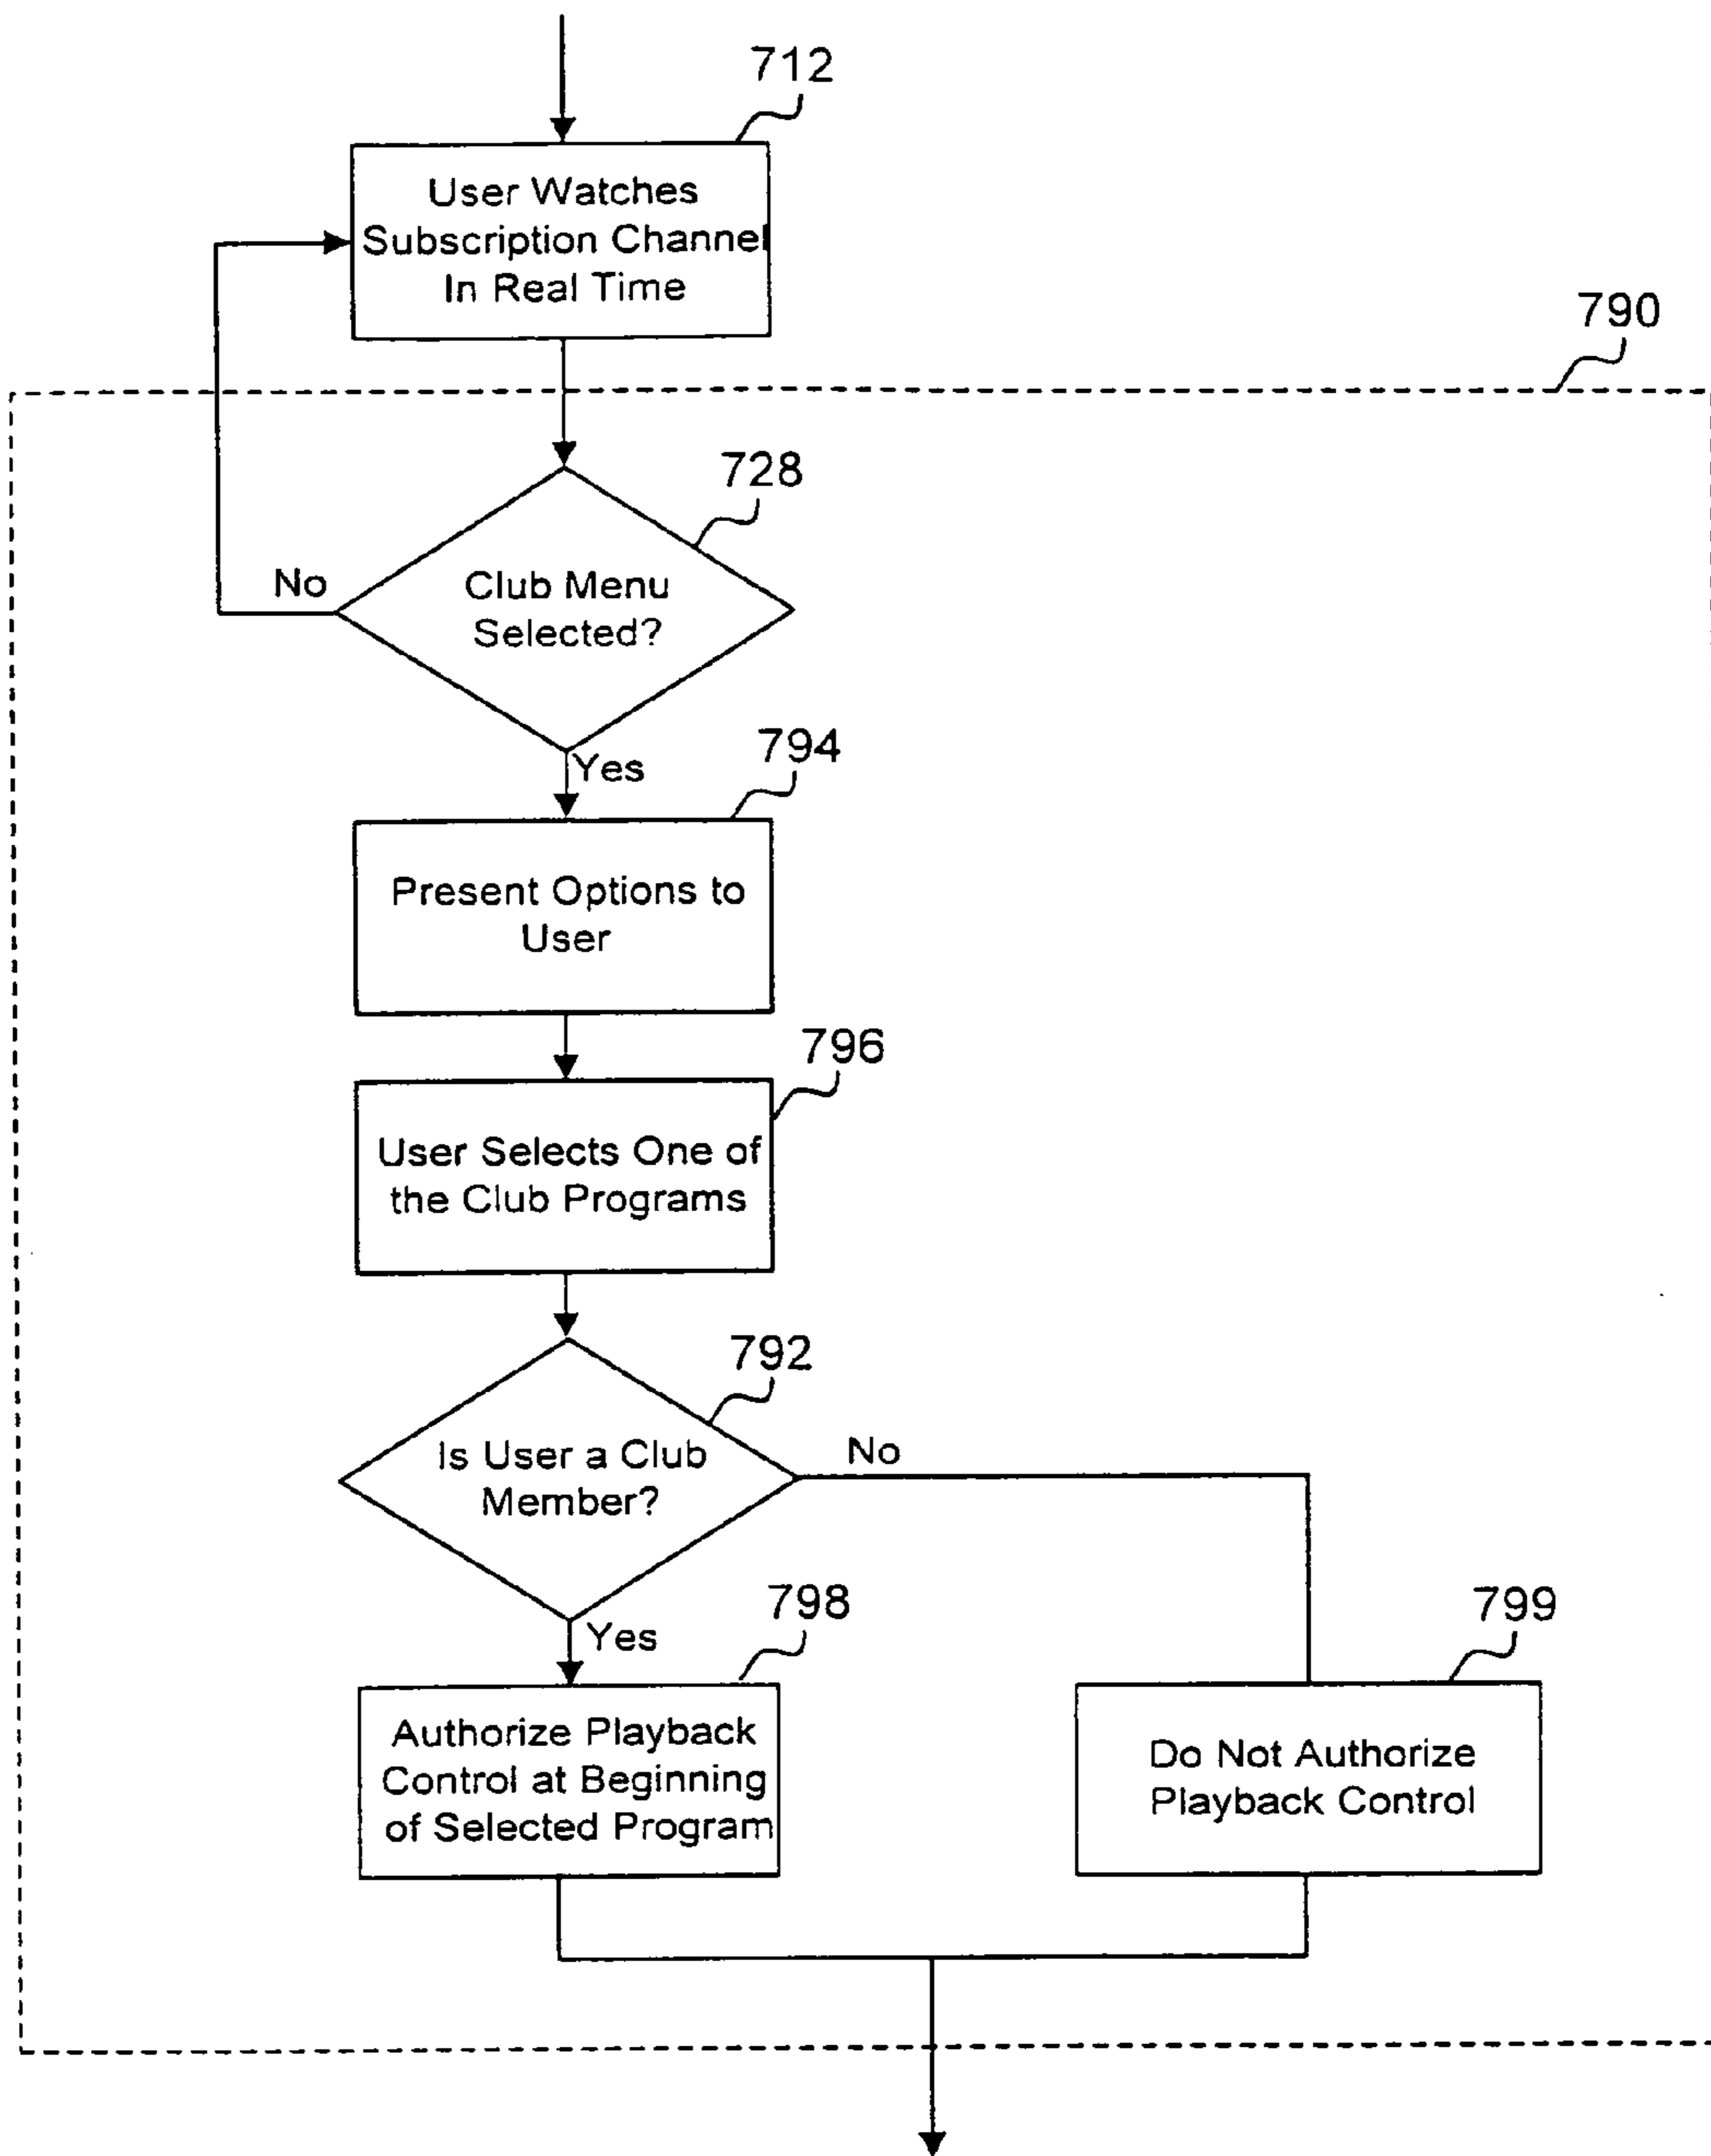 712
User Watches
Subscription Channel
In Real Time
790
728
No
Club Menu
Selected?
Yes
794
Present Options to
User
796
User Selects One of
the Club Programs
792
Is User a Club
Member?
No
Yes
798
799
Authorize Playback
Control at Beginning
of Selected Program
Do Not Authorize
Playback Control